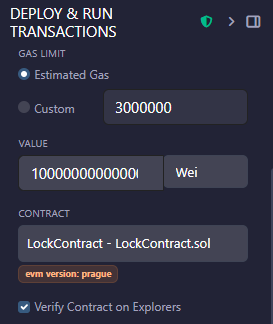 DEPLOY & RUN
TRANSACTIONS
GAS LIMIT
Estimated Gas
Custom
3000000
VALUE
1000000000000
Wei
CONTRACT
LockContract - LockContract.sol
evm version: prague
Verify Contract on Explorers